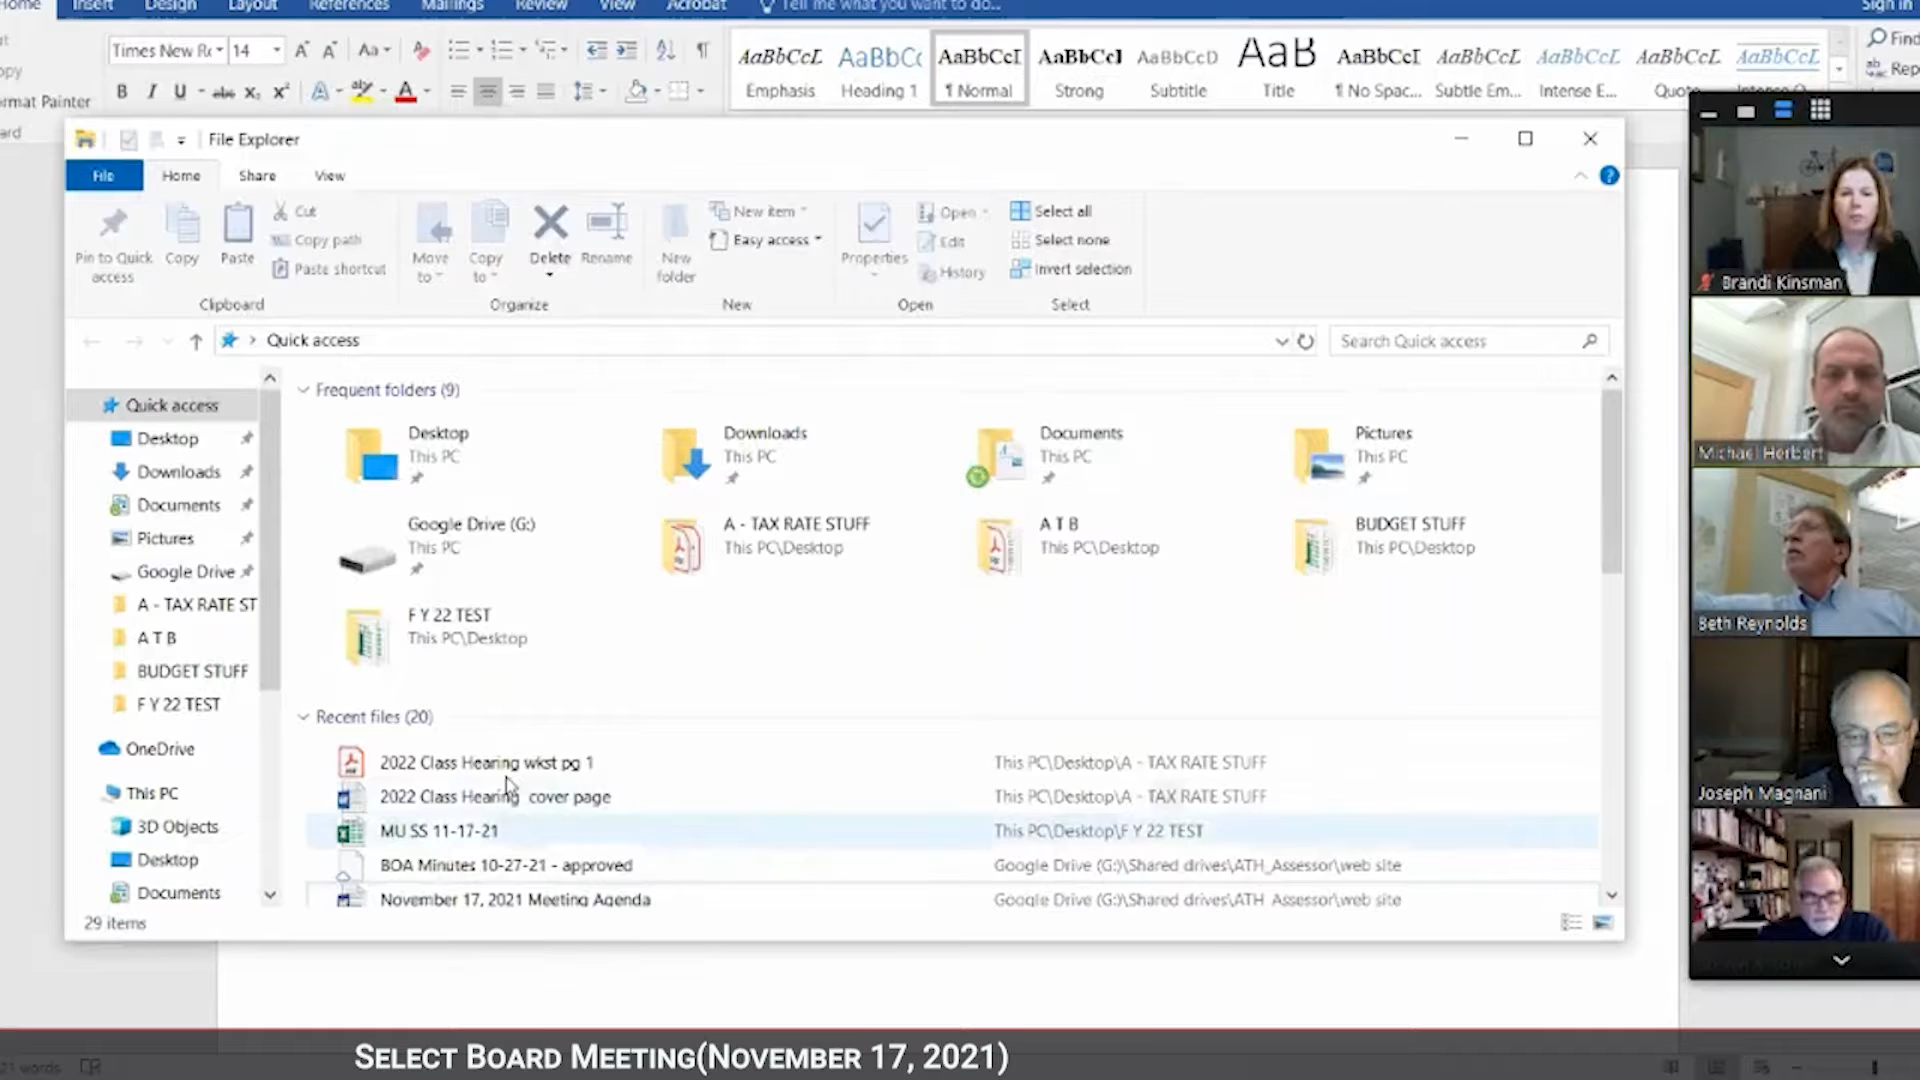 Home Insert Design Layout References Mailings Review View Acrobat Tell me what you want to do... Sign in
Times New Ro 14 Aa
AaBbCcL AaBbCc AaBbCcI AaBbCcI AaBbCcD AaB AaBbCcI AaBbCcL AaBbCcL AaBbCcL AaBbCcL
Find
B I U abc X₂ X² A aby A
Emphasis Heading 1 ¶ Normal Strong Subtitle Title ¶ No Spac... Subtle Em... Intense E... Quote Intense Q
Rep
rmat Painter
File Explorer
File Home Share View
Pin to Quick access
Copy
Paste
Cut
Copy path
Paste shortcut
Clipboard
Move to
Copy to
Delete
Rename
Organize
New folder
New item
Easy access
New
Properties
Open
Edit
History
Open
Select all
Select none
Invert selection
Select
Quick access
Search Quick access
Quick access
Desktop
Downloads
Documents
Pictures
Google Drive
A - TAX RATE ST
A T B
BUDGET STUFF
F Y 22 TEST
OneDrive
This PC
3D Objects
Desktop
Documents
29 items
Frequent folders (9)
Desktop
This PC
Downloads
This PC
Documents
This PC
Pictures
This PC
Google Drive (G:)
This PC
A - TAX RATE STUFF
This PC\Desktop
A T B
This PC\Desktop
BUDGET STUFF
This PC\Desktop
F Y 22 TEST
This PC\Desktop
Recent files (20)
2022 Class Hearing wkst pg 1 This PC\Desktop\A - TAX RATE STUFF
2022 Class Hearing cover page This PC\Desktop\A - TAX RATE STUFF
MU SS 11-17-21 This PC\Desktop\F Y 22 TEST
BOA Minutes 10-27-21 - approved Google Drive (G:)\Shared drives\ATH_Assessor\web site
November 17, 2021 Meeting Agenda Google Drive (G:)\Shared drives\ATH_Assessor\web site
Brandi Kinsman
Michael Herbert
Beth Reynolds
Joseph Magnani
21 words
SELECT BOARD MEETING(NOVEMBER 17, 2021)